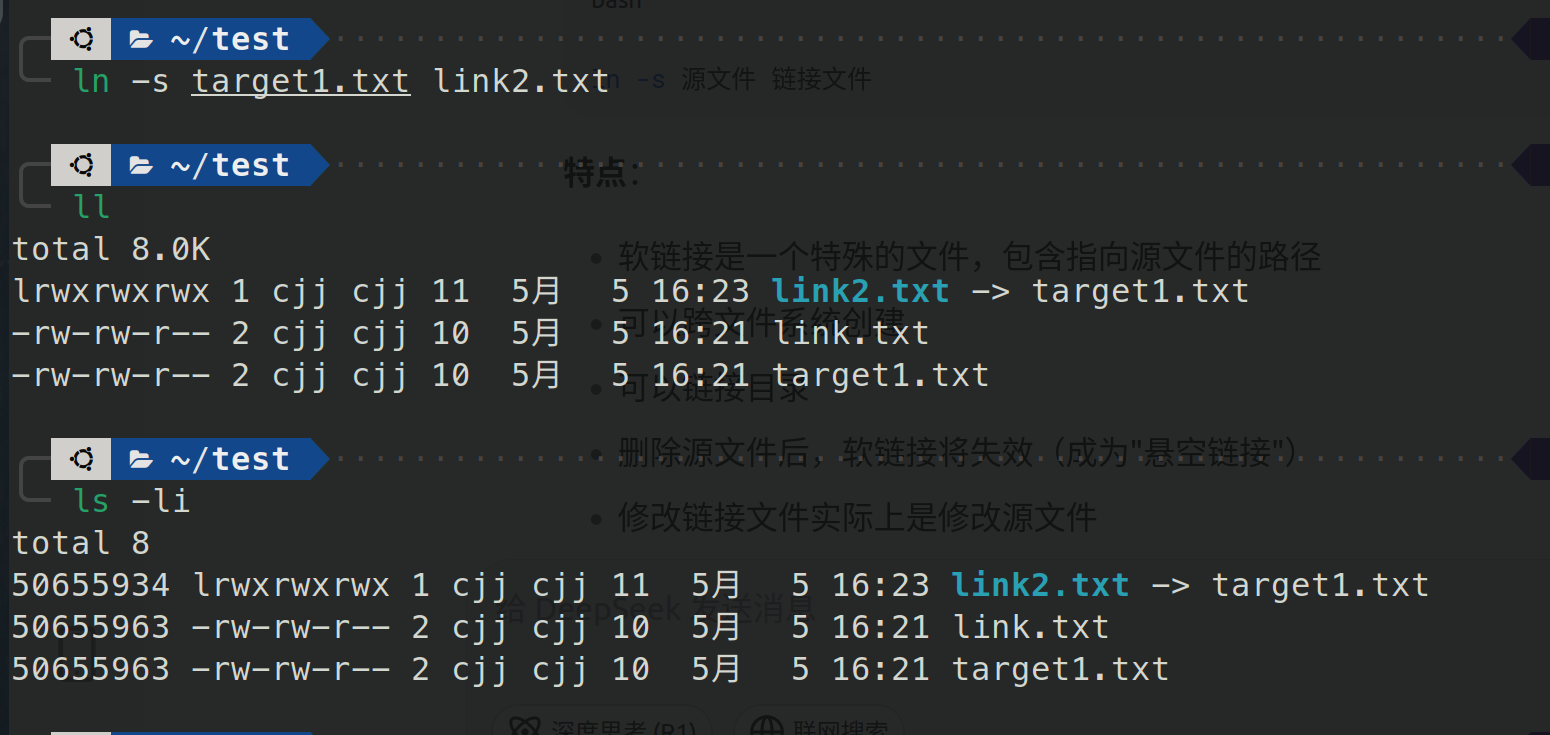 bash
~/test
ln -s target1.txt link2.txt
ln -s 源文件 链接文件
~/test
特点：
ll
total 8.0K
软链接是一个特殊的文件，包含指向源文件的路径
lrwxrwxrwx 1 cjj cjj 11 5月 5 16:23 link2.txt -> target1.txt
可以跨文件系统创建
-rw-rw-r-- 2 cjj cjj 10 5月 5 16:21 link.txt
-rw-rw-r-- 2 cjj cjj 10 5月 5 16:21 target1.txt
可以链接目录
~/test
删除源文件后，软链接将失效（成为"悬空链接"）
ls -li
修改链接文件实际上是修改源文件
total 8
50655934 lrwxrwxrwx 1 cjj cjj 11 5月 5 16:23 link2.txt -> target1.txt
给 DeepSeek 发送消息
50655963 -rw-rw-r-- 2 cjj cjj 10 5月 5 16:21 link.txt
50655963 -rw-rw-r-- 2 cjj cjj 10 5月 5 16:21 target1.txt
深度思考 (R1) 联网搜索